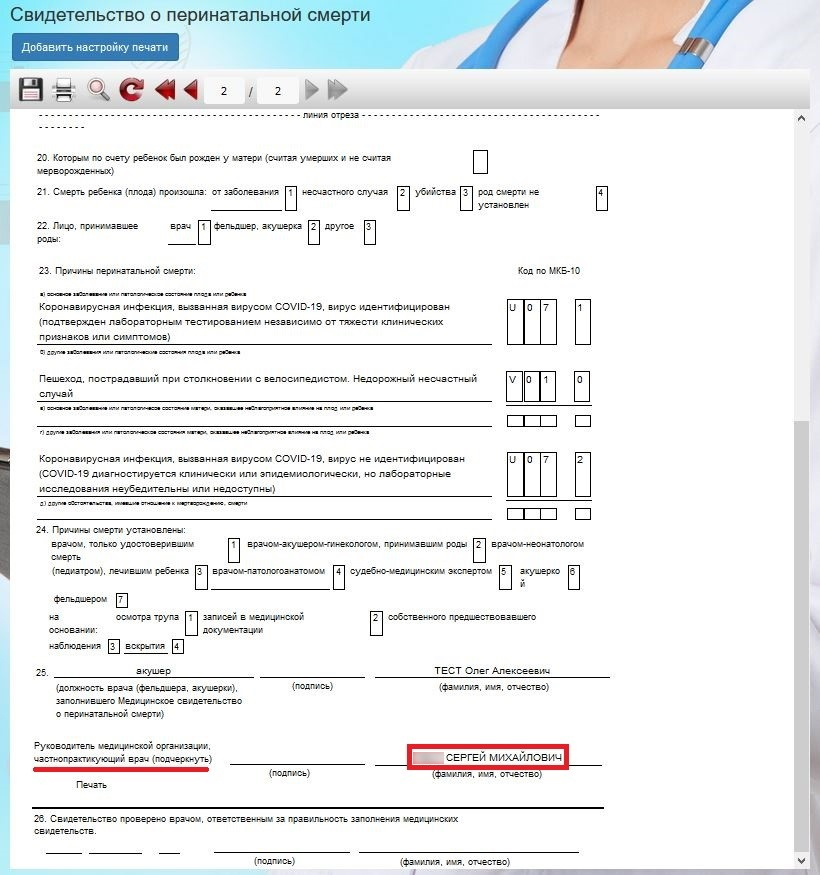 Свидетельство о перинатальной смерти
Добавить настройку печати
2 / 2
линия отреза
20. Которым по счету ребенок был рожден у матери (считая умерших и не считая
мерворожденных)
21. Смерть ребенка (плода) произошла: от заболевания 1 несчастного случая 2 убийства 3 род смерти не 4
установлен
22. Лицо, принимавшее врач 1 фельдшер, акушерка 2 другое 3
роды:
23. Причины перинатальной смерти: Код по МКБ-10
а) основное заболевание или патологическое состояние плода или ребенка
Коронавирусная инфекция, вызванная вирусом COVID-19, вирус идентифицирован U 0 7 1
(подтвержден лабораторным тестированием независимо от тяжести клинических
признаков или симптомов)
б) другие заболевания или патологические состояния плода или ребенка
Пешеход, пострадавший при столкновении с велосипедистом. Недорожный несчастный V 0 1 0
случай
в) основное заболевание или патологическое состояние матери, оказавшее неблагоприятное влияние на плод или ребенка
г) другие заболевания или патологические состояния матери, оказавшие неблагоприятное влияние на плод или ребенка
Коронавирусная инфекция, вызванная вирусом COVID-19, вирус не идентифицирован U 0 7 2
(COVID-19 диагностируется клинически или эпидемиологически, но лабораторные
исследования неубедительны или недоступны)
д) другие обстоятельства, имевшие отношение к мертворождению, смерти
24. Причины смерти установлены:
врачом, только удостоверившим 1 врачом-акушером-гинекологом, принимавшим роды 2 врачом-неонатологом
смерть
(педиатром), лечившим ребенка 3 врачом-патологоанатомом 4 судебно-медицинским экспертом 5 акушерко 6
й
фельдшером 7
на осмотра трупа 1 записей в медицинской 2 собственного предшествовавшего
основании: документации
наблюдения 3 вскрытия 4
25. акушер ТЕСТ Олег Алексеевич
(должность врача (фельдшера, акушерки), (подпись) (фамилия, имя, отчество)
заполнившего Медицинское свидетельство
о перинатальной смерти)
Руководитель медицинской организации,
частнопрактикующий врач (подчеркнуть) СЕРГЕЙ МИХАЙЛОВИЧ
(подпись) (фамилия, имя, отчество)
Печать
26. Свидетельство проверено врачом, ответственным за правильность заполнения медицинских
свидетельств.
(подпись) (фамилия, имя, отчество)